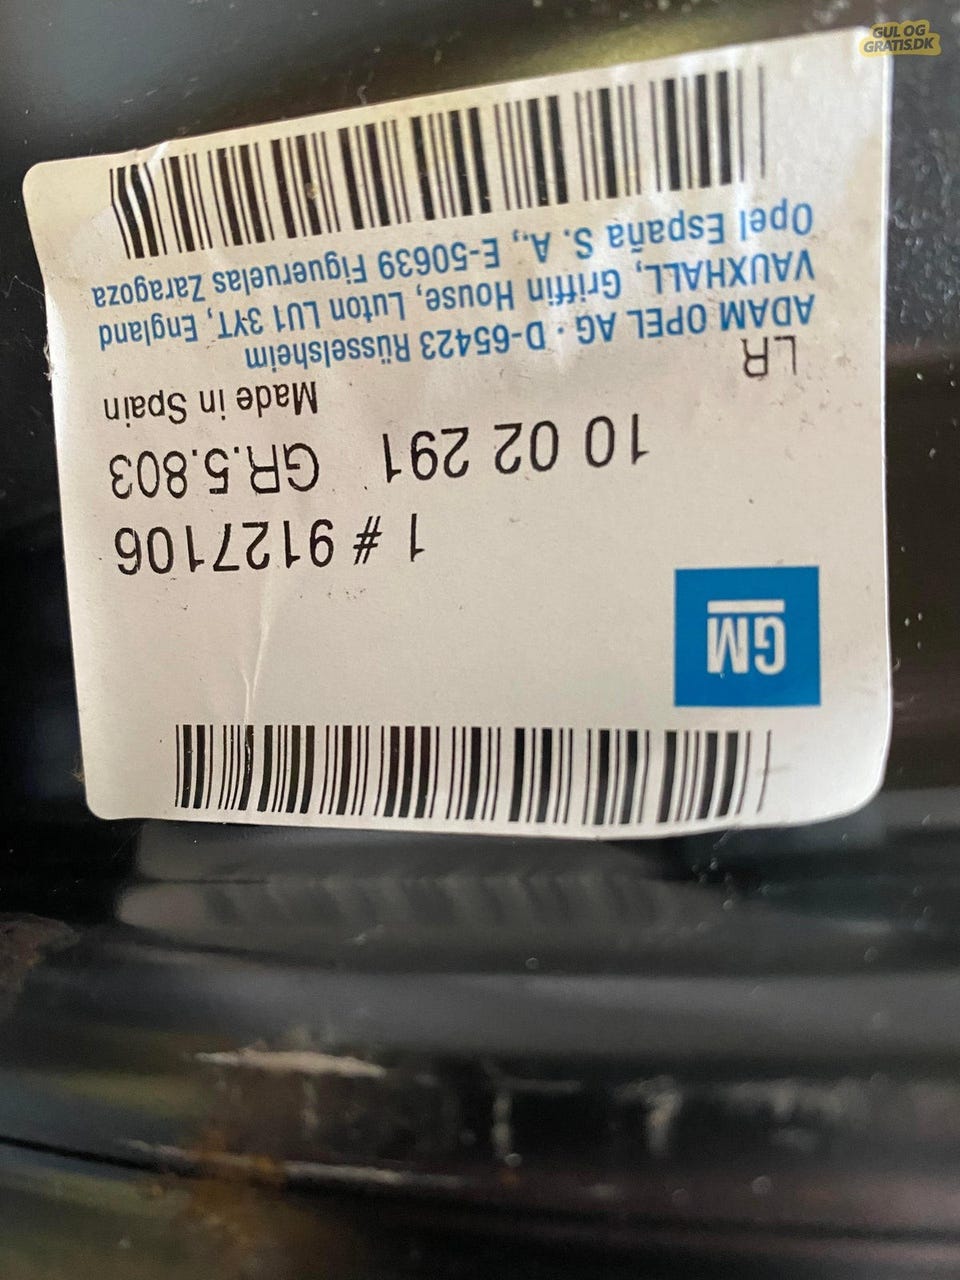 GUL OG
GRATIS.DK
GM
1 # 9127106
10 02 291 GR.5.803
LR
Made in Spain
ADAM OPEL AG · D-65423 Rüsselsheim
VAUXHALL, Griffin House, Luton LU1 3YT, England
Opel España S. A., E-50639 Figueruelas Zaragoza